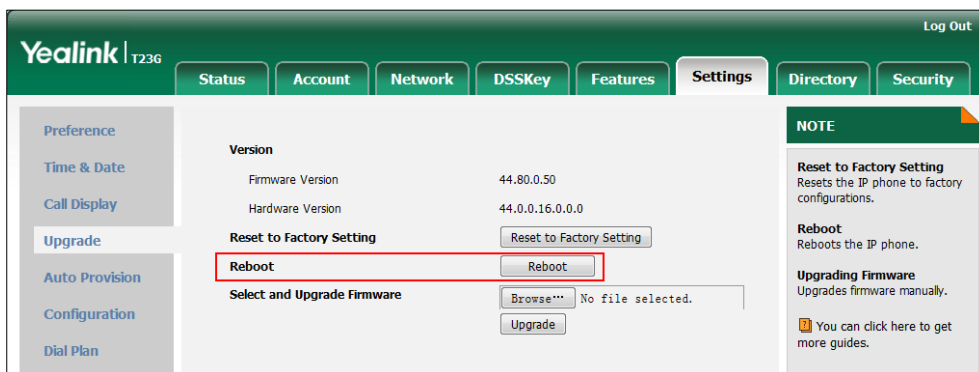 Log Out
Yealink T23G
Status Account Network DSSKey Features Settings Directory Security
Preference
Time & Date
Call Display
Upgrade
Auto Provision
Configuration
Dial Plan
Version
Firmware Version 44.80.0.50
Hardware Version 44.0.0.16.0.0.0
Reset to Factory Setting Reset to Factory Setting
Reboot Reboot
Select and Upgrade Firmware Browse… No file selected.
Upgrade
NOTE
Reset to Factory Setting
Resets the IP phone to factory
configurations.
Reboot
Reboots the IP phone.
Upgrading Firmware
Upgrades firmware manually.
? You can click here to get
more guides.